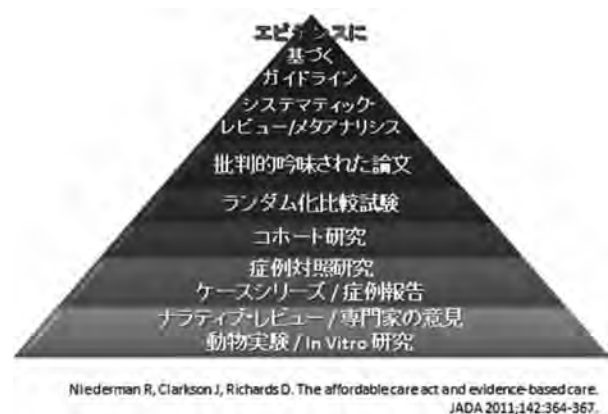 エビデンスに
基づく
ガイドライン
システマティック・
レビュー/メタアナリシス
批判的吟味された論文
ランダム化比較試験
コホート研究
症例対照研究
ケースシリーズ / 症例報告
ナラティブ・レビュー / 専門家の意見
動物実験 / In Vitro 研究
Niederman R, Clarkson J, Richards D. The affordable care act and evidence-based care.
JADA 2011;142:364-367.